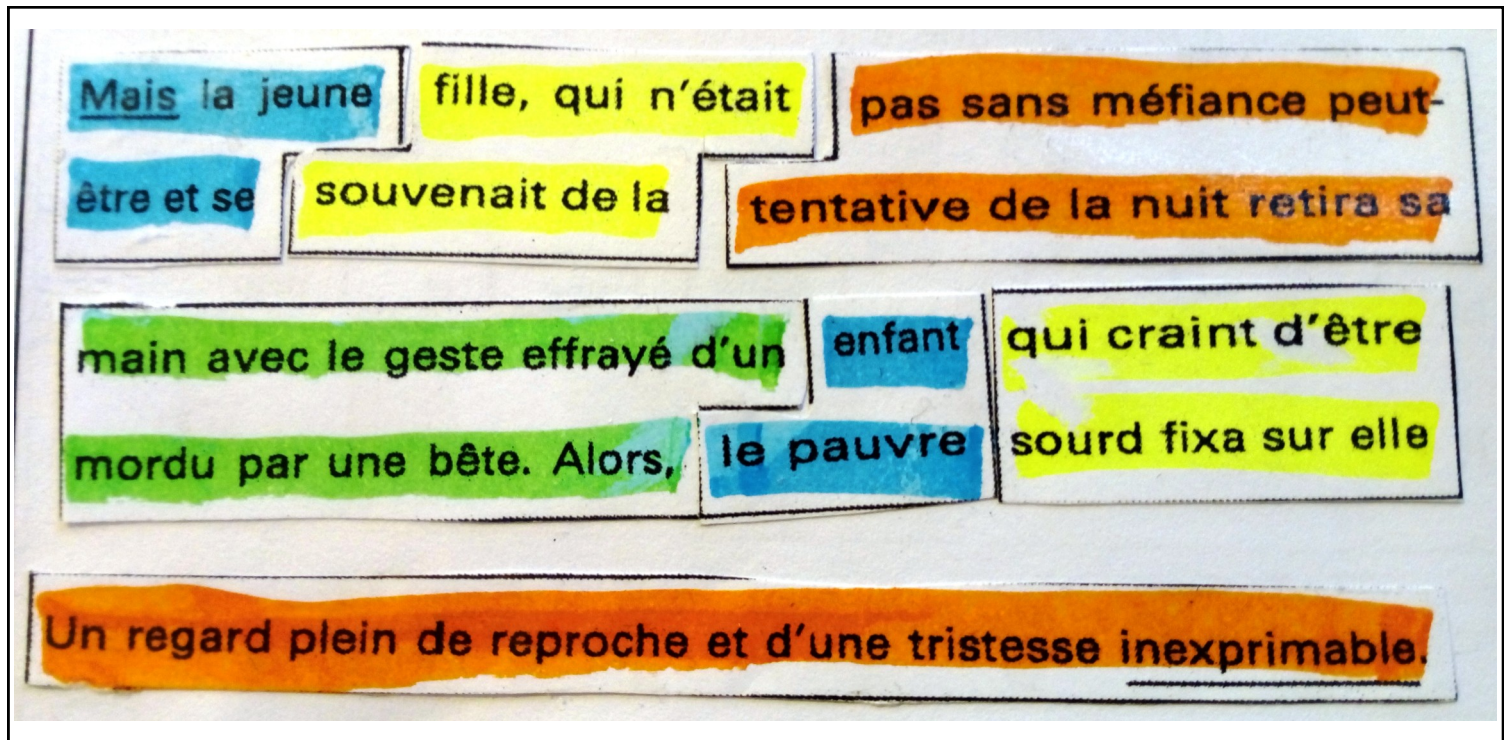 Mais la jeune fille, qui n'était pas sans méfiance peut-
être et se souvenait de la tentative de la nuit retira sa
main avec le geste effrayé d'un enfant qui craint d'être
mordu par une bête. Alors, le pauvre sourd fixa sur elle
Un regard plein de reproche et d'une tristesse inexprimable.